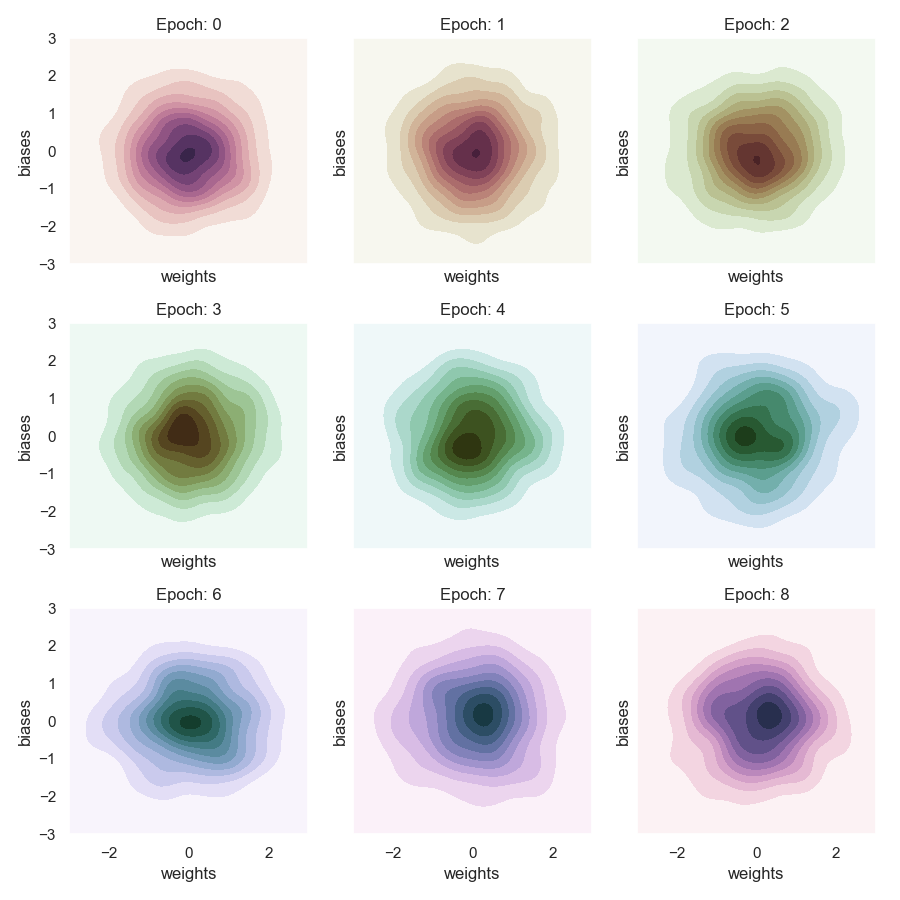 Epoch: 0 Epoch: 1 Epoch: 2
3
2
1
0
−1
−2
−3
biases biases biases
weights weights weights
Epoch: 3 Epoch: 4 Epoch: 5
3
2
1
0
−1
−2
−3
biases biases biases
weights weights weights
Epoch: 6 Epoch: 7 Epoch: 8
3
2
1
0
−1
−2
−3
biases biases biases
−2 0 2 −2 0 2 −2 0 2
weights weights weights